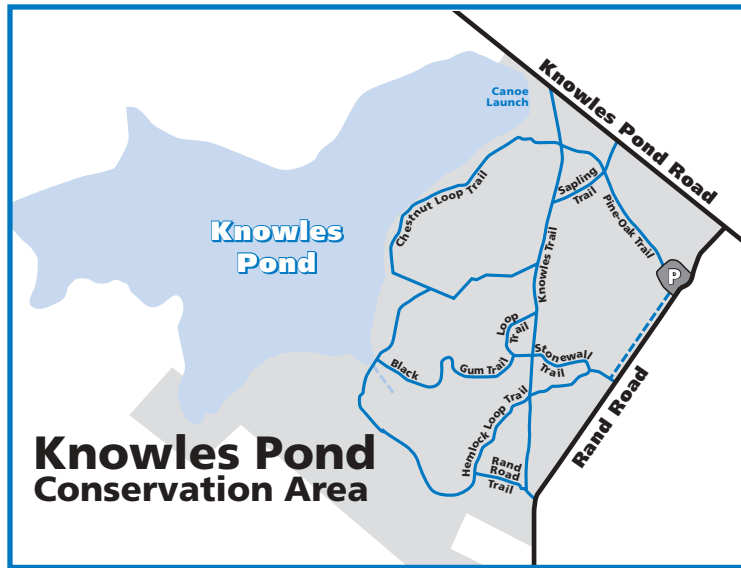 Canoe
Launch
Knowles Pond Road
Chestnut Loop Trail
Sapling
Trail
Pine-Oak Trail
Knowles
Pond
Knowles Trail
P
Loop
Trail
Stonewall
Trail
Black
Gum Trail
Hemlock Loop Trail
Rand Road
Rand
Road
Trail
Knowles Pond
Conservation Area